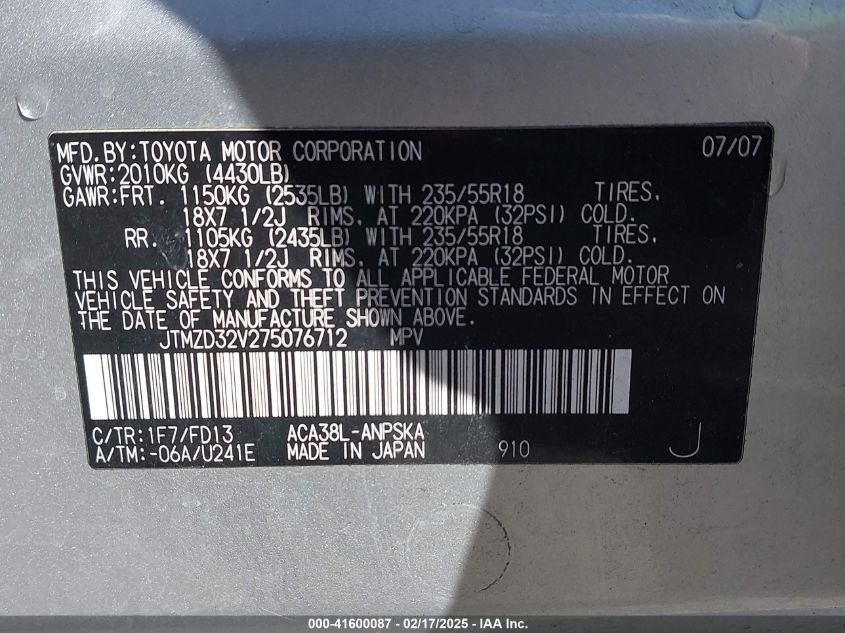 MFD.BY:TOYOTA MOTOR CORPORATION 07/07
GVWR:2010KG (4430LB)
GAWR:FRT. 1150KG (2535LB) WITH 235/55R18 TIRES,
18X7 1/2J RIMS, AT 220KPA (32PSI) COLD.
RR. 1105KG (2435LB) WITH 235/55R18 TIRES,
18X7 1/2J RIMS, AT 220KPA (32PSI) COLD.
THIS VEHICLE CONFORMS TO ALL APPLICABLE FEDERAL MOTOR
VEHICLE SAFETY AND THEFT PREVENTION STANDARDS IN EFFECT ON
THE DATE OF MANUFACTURE SHOWN ABOVE.
JTMZD32V275076712 MPV
C/TR:1F7/FD13 ACA38L-ANPSKA
A/TM:-06A/U241E MADE IN JAPAN 910 J
000-41600087 - 02/17/2025 - IAA, Inc.